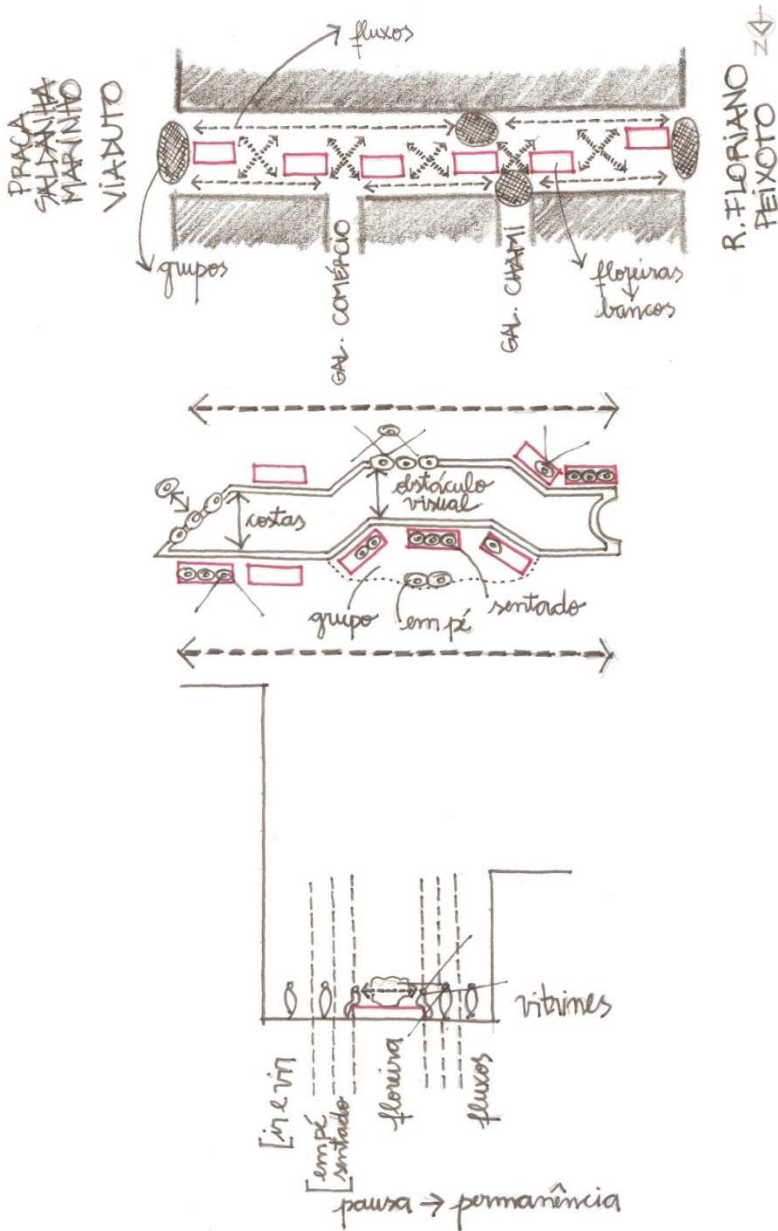 fluxos
N
PRAÇA
SALDANHA
MARINHO
VIADUTO
R. FLORIANO
PEIXOTO
grupos
GAL. COMÉRCIO
GAL. CHAMI
floreiras
bancos
costas
obstáculo
visual
grupo
em pé
sentado
vitrines
[ir e vir
[em pé
sentado]
floreira
fluxos
pausa → permanência